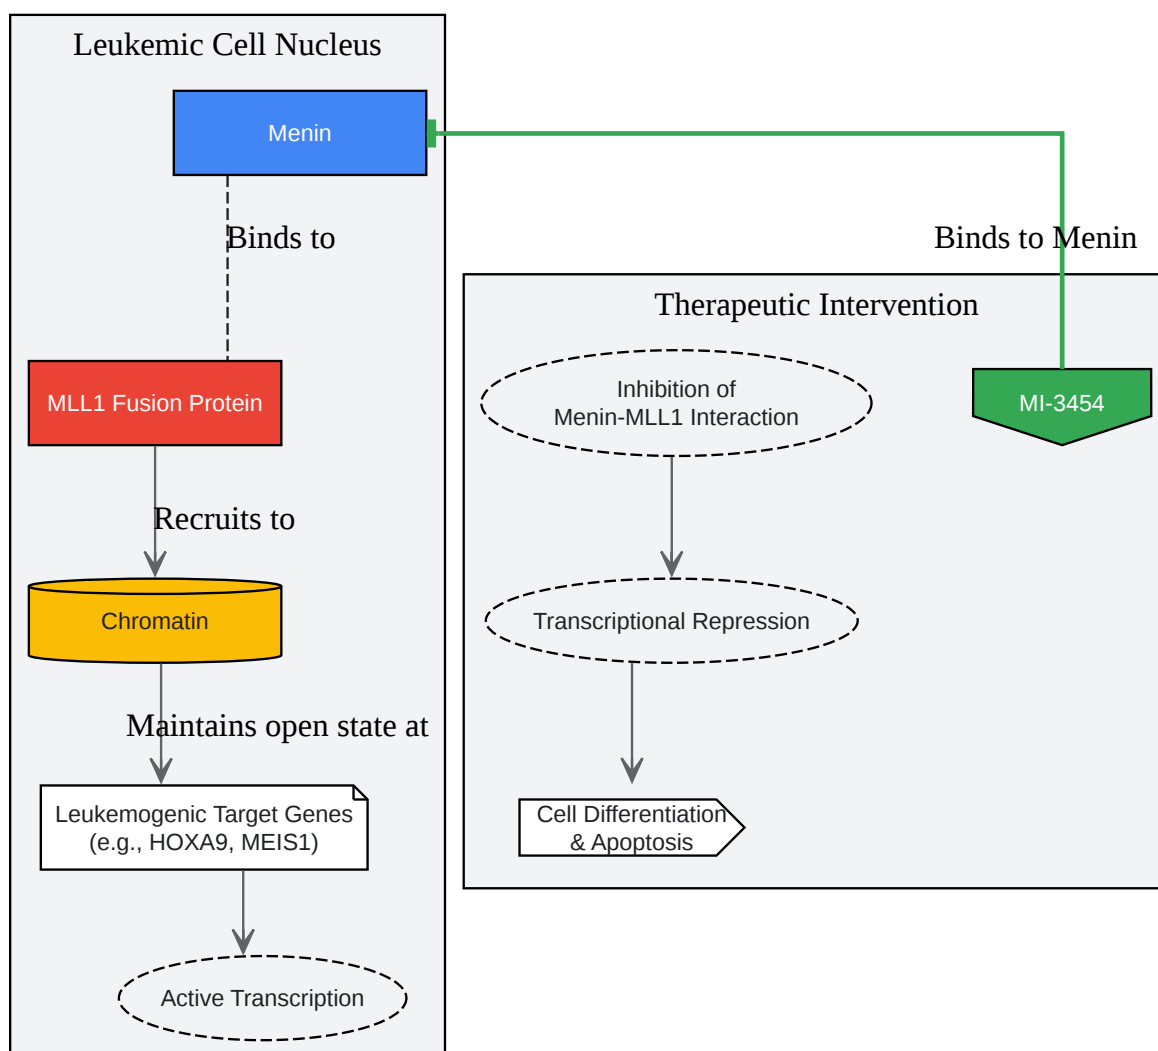 Leukemic Cell Nucleus
Menin
Binds to
MLL1 Fusion Protein
Recruits to
Chromatin
Maintains open state at
Leukemogenic Target Genes
(e.g., HOXA9, MEIS1)
Active Transcription
Binds to Menin
Therapeutic Intervention
Inhibition of
Menin-MLL1 Interaction
MI-3454
Transcriptional Repression
Cell Differentiation
& Apoptosis